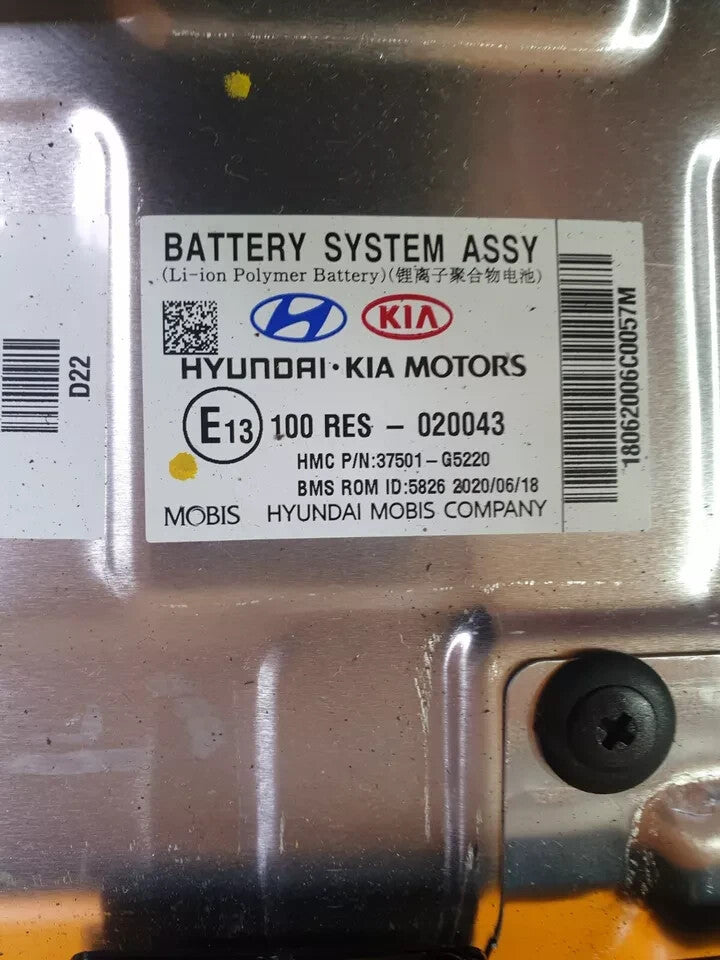 BATTERY SYSTEM ASSY
(Li-ion Polymer Battery)(锂离子聚合物电池)
KIA
HYUNDAI·KIA MOTORS
E13 100 RES - 020043
HMC P/N:37501-G5220
BMS ROM ID:5826 2020/06/18
MOBIS HYUNDAI MOBIS COMPANY
18062006C0057M
D22